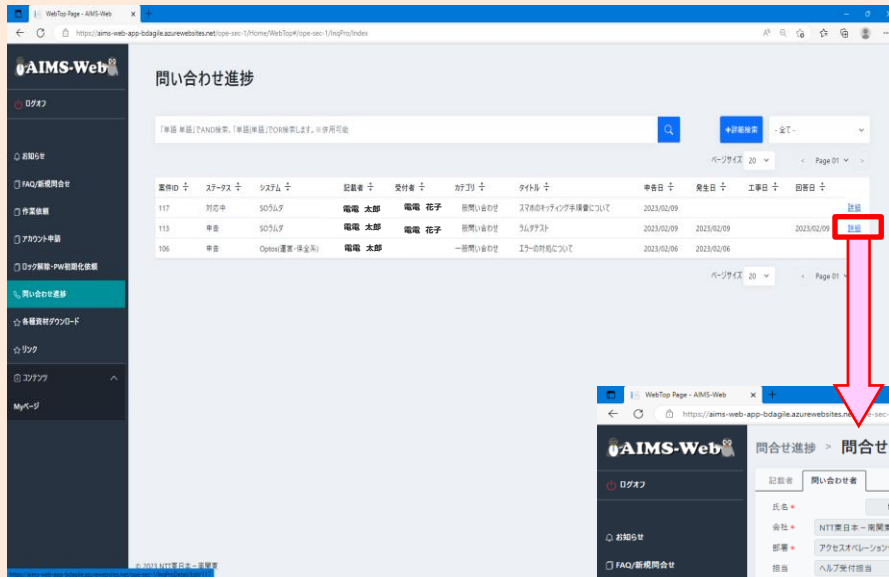 WebTop Page - AIMS-Web
https://aims-web-app-bdagile.azurewebsites.net/ope-sec-1/Home/WebTop#/ope-sec-1/InqPro/Index
AIMS-Web
ログオフ
お知らせ
FAQ/新規問合せ
作業依頼
アカウント申請
ロック解除・PW初期化依頼
問い合わせ進捗
各種資材ダウンロード
リンク
コンテンツ
Myページ
問い合わせ進捗
「単語 単語」でAND検索、「単語|単語」でOR検索します。※併用可能
+詳細検索 - 全て -
ページサイズ 20 < Page 01 >
案件ID ステータス システム 記載者 受付者 カテゴリ タイトル 申告日 発生日 工事日 回答日
117 対応中 SOラムダ 電電 太郎 電電 花子 一般問い合わせ スマホのキッティング手順書について 2023/02/09 詳細
113 申告 SOラムダ 電電 太郎 電電 花子 一般問い合わせ ラムダテスト 2023/02/09 2023/02/09 2023/02/09 詳細
106 申告 Optos(運営・保全系) 電電 太郎 一般問い合わせ エラーの対処について 2023/02/06 2023/02/06
ページサイズ 20 < Page 01
© 2023 NTT東日本-南関東
WebTop Page - AIMS-Web
https://aims-web-app-bdagile.azurewebsites.ne
AIMS-Web
ログオフ
お知らせ
FAQ/新規問合せ
問合せ進捗 > 問合せ
記載者 問い合わせ者
氏名*
会社* NTT東日本-南関東
部署* アクセスオペレーション
担当 ヘルプ受付担当